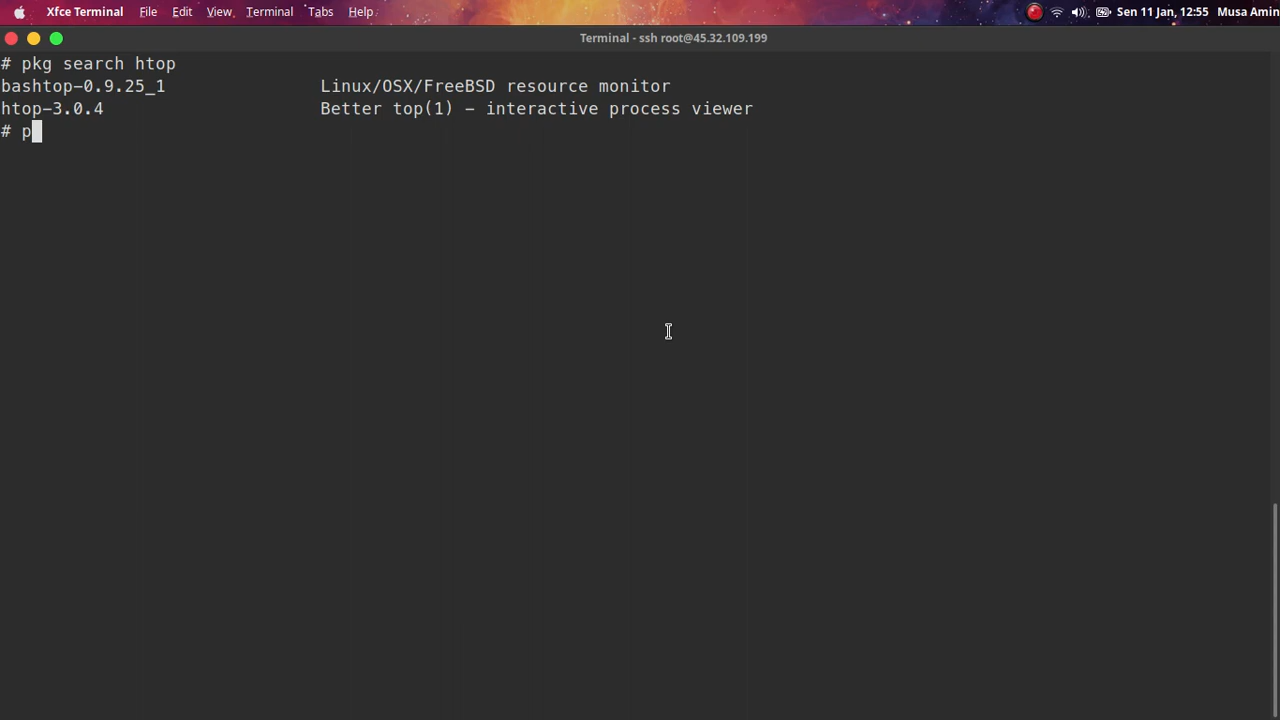 Xfce Terminal File Edit View Terminal Tabs Help Sen 11 Jan, 12:55 Musa Amin
Terminal - ssh root@45.32.109.199
# pkg search htop
bashtop-0.9.25_1 Linux/OSX/FreeBSD resource monitor
htop-3.0.4 Better top(1) - interactive process viewer
# p